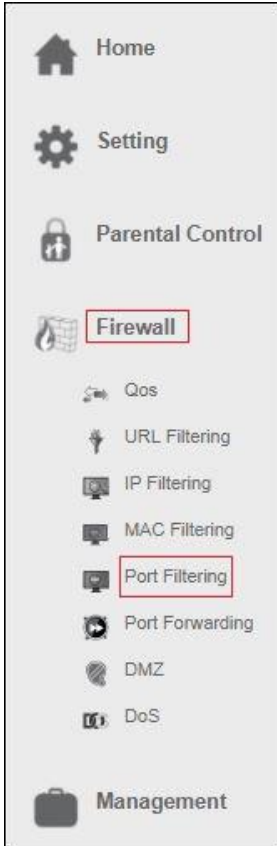 Home
Setting
Parental Control
Firewall
Qos
URL Filtering
IP Filtering
MAC Filtering
Port Filtering
Port Forwarding
DMZ
DoS
Management